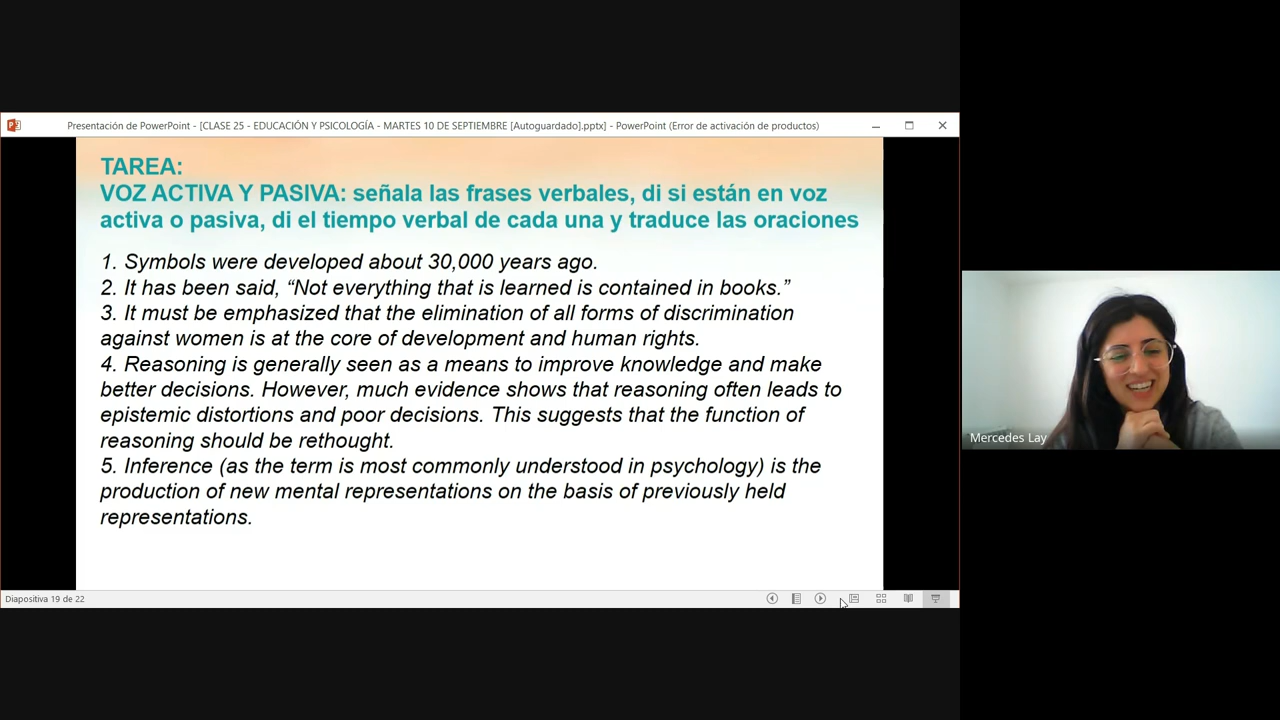 Presentación de PowerPoint - [CLASE 25 - EDUCACIÓN Y PSICOLOGÍA - MARTES 10 DE SEPTIEMBRE [Autoguardado].pptx] - PowerPoint (Error de activación de productos)
TAREA:
VOZ ACTIVA Y PASIVA: señala las frases verbales, di si están en voz
activa o pasiva, di el tiempo verbal de cada una y traduce las oraciones
1. Symbols were developed about 30,000 years ago.
2. It has been said, “Not everything that is learned is contained in books.”
3. It must be emphasized that the elimination of all forms of discrimination
against women is at the core of development and human rights.
4. Reasoning is generally seen as a means to improve knowledge and make
better decisions. However, much evidence shows that reasoning often leads to
epistemic distortions and poor decisions. This suggests that the function of
reasoning should be rethought.
5. Inference (as the term is most commonly understood in psychology) is the
production of new mental representations on the basis of previously held
representations.
Diapositiva 19 de 22
Mercedes Lay